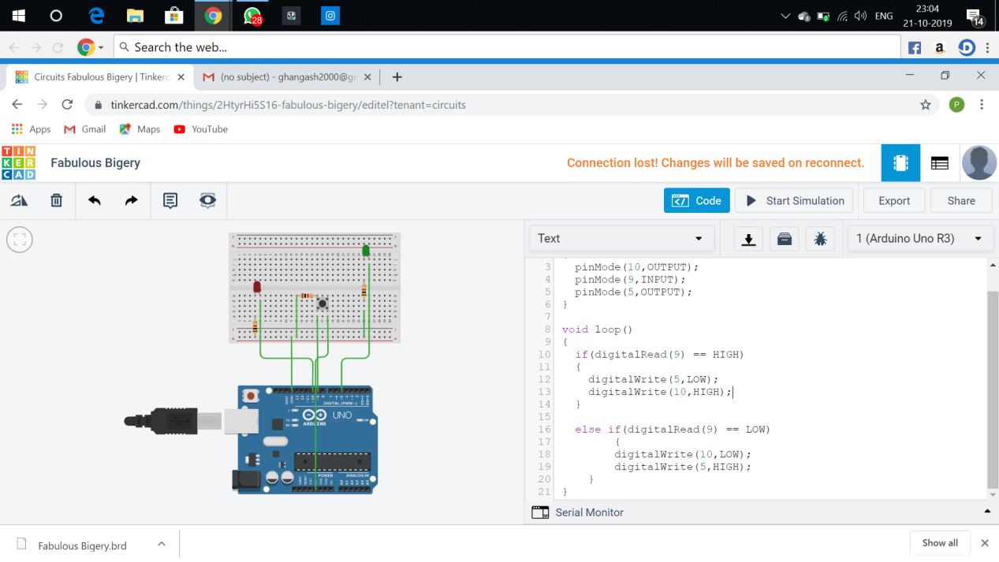 28
ENG
23:04
21-10-2019
14
Search the web...
Circuits Fabulous Bigery | Tinkerc
(no subject) - ghangash2000@gm
tinkercad.com/things/2HtyrHi5S16-fabulous-bigery/editel?tenant=circuits
P
Apps
Gmail
Maps
YouTube
TIN
KER
CAD
Fabulous Bigery
Connection lost! Changes will be saved on reconnect.
Code
Start Simulation
Export
Share
Text
1 (Arduino Uno R3)
3 pinMode(10,OUTPUT);
4 pinMode(9,INPUT);
5 pinMode(5,OUTPUT);
6 }
7
8 void loop()
9 {
10 if(digitalRead(9) == HIGH)
11 {
12 digitalWrite(5,LOW);
13 digitalWrite(10,HIGH);
14 }
15
16 else if(digitalRead(9) == LOW)
17 {
18 digitalWrite(10,LOW);
19 digitalWrite(5,HIGH);
20 }
21 }
DIGITAL (PWM~)
UNO
ARDUINO
POWER
ANALOG IN
Serial Monitor
Fabulous Bigery.brd
Show all